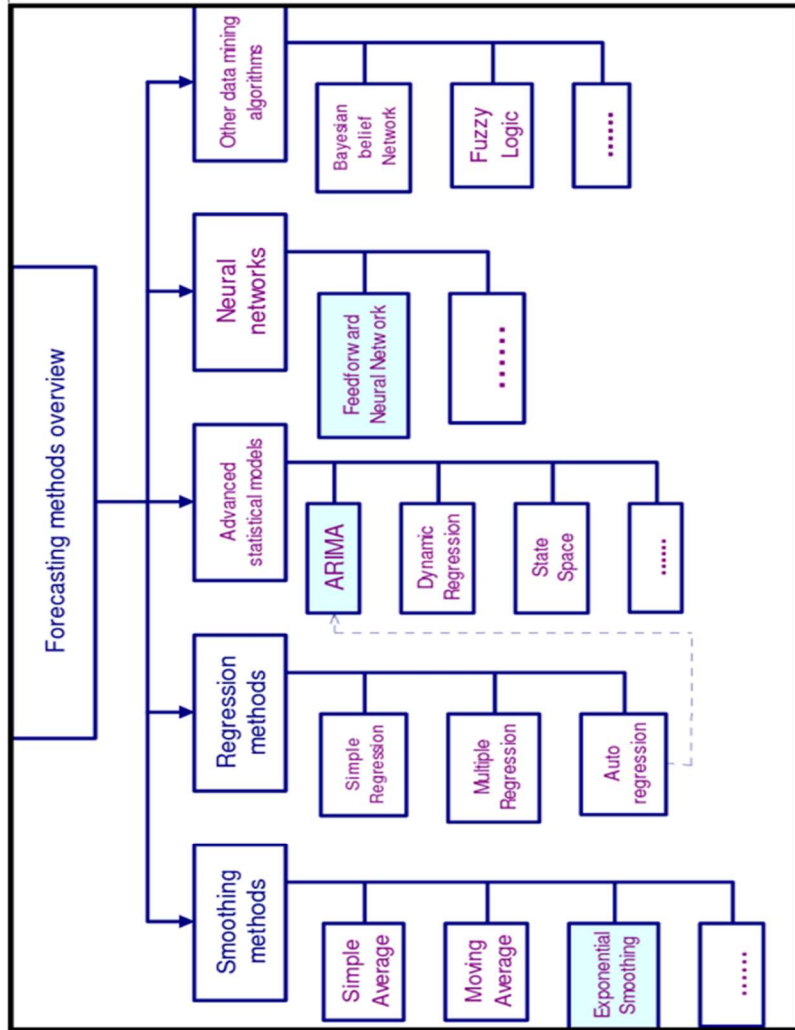 Forecasting methods overview
Smoothing
methods
Simple
Average
Moving
Average
Exponential
Smoothing
......
Regression
methods
Simple
Regression
Multiple
Regression
Auto
regression
Advanced
statistical models
ARIMA
Dynamic
Regression
State
Space
......
Neural
networks
Feedforward
Neural Network
......
Other data mining
algorithms
Bayesian
belief
Network
Fuzzy
Logic
......